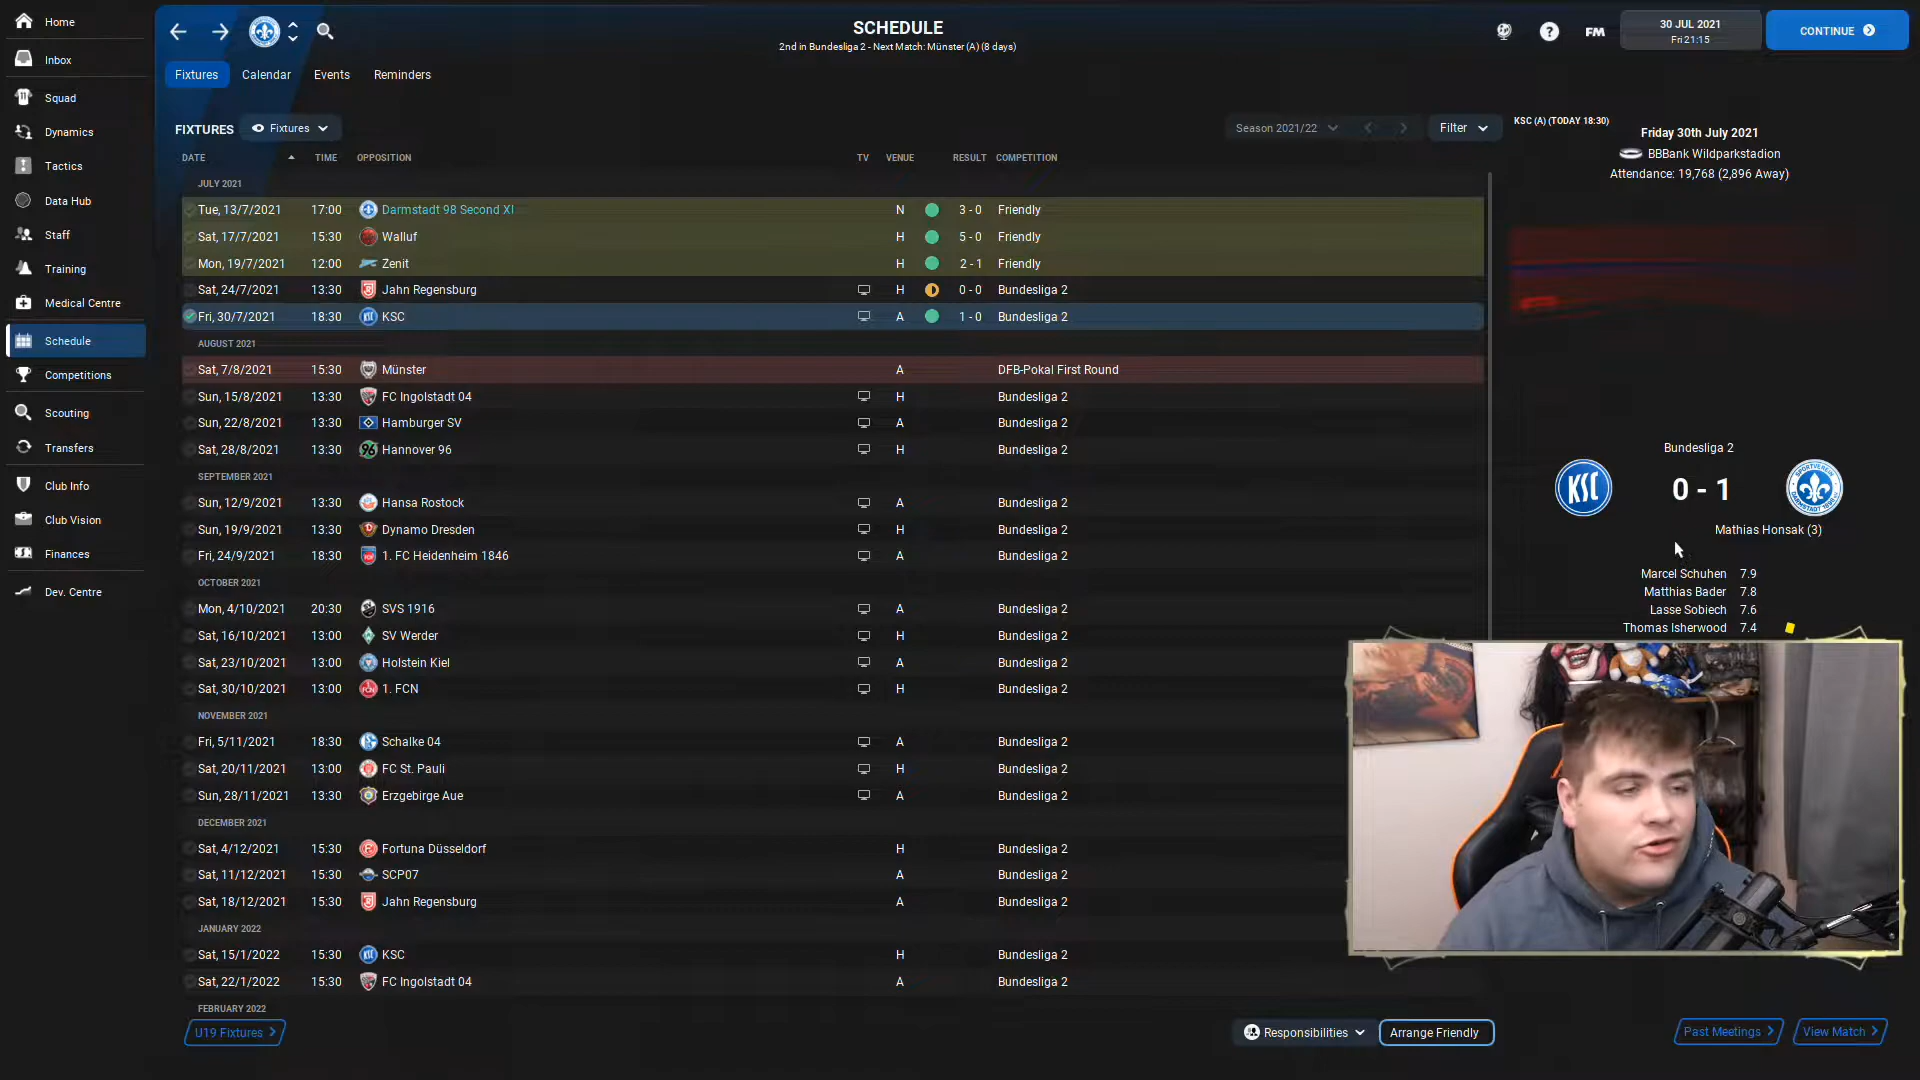 Home
Inbox
Squad
Dynamics
Tactics
Data Hub
Staff
Training
Medical Centre
Schedule
Competitions
Scouting
Transfers
Club Info
Club Vision
Finances
Dev. Centre
SCHEDULE
2nd in Bundesliga 2 - Next Match: Münster (A) (8 days)
FM
30 JUL 2021
Fri 21:15
CONTINUE
Fixtures Calendar Events Reminders
FIXTURES Fixtures
Season 2021/22
Filter
DATE TIME OPPOSITION TV VENUE RESULT COMPETITION
JULY 2021
Tue, 13/7/2021 17:00 Darmstadt 98 Second XI N 3 - 0 Friendly
Sat, 17/7/2021 15:30 Walluf H 5 - 0 Friendly
Mon, 19/7/2021 12:00 Zenit H 2 - 1 Friendly
Sat, 24/7/2021 13:30 Jahn Regensburg H 0 - 0 Bundesliga 2
Fri, 30/7/2021 18:30 KSC A 1 - 0 Bundesliga 2
AUGUST 2021
Sat, 7/8/2021 15:30 Münster A DFB-Pokal First Round
Sun, 15/8/2021 13:30 FC Ingolstadt 04 H Bundesliga 2
Sun, 22/8/2021 13:30 Hamburger SV A Bundesliga 2
Sat, 28/8/2021 13:30 Hannover 96 H Bundesliga 2
SEPTEMBER 2021
Sun, 12/9/2021 13:30 Hansa Rostock A Bundesliga 2
Sun, 19/9/2021 13:30 Dynamo Dresden H Bundesliga 2
Fri, 24/9/2021 18:30 1. FC Heidenheim 1846 A Bundesliga 2
OCTOBER 2021
Mon, 4/10/2021 20:30 SVS 1916 A Bundesliga 2
Sat, 16/10/2021 13:00 SV Werder H Bundesliga 2
Sat, 23/10/2021 13:00 Holstein Kiel A Bundesliga 2
Sat, 30/10/2021 13:00 1. FCN H Bundesliga 2
NOVEMBER 2021
Fri, 5/11/2021 18:30 Schalke 04 A Bundesliga 2
Sat, 20/11/2021 13:00 FC St. Pauli H Bundesliga 2
Sun, 28/11/2021 13:30 Erzgebirge Aue A Bundesliga 2
DECEMBER 2021
Sat, 4/12/2021 15:30 Fortuna Düsseldorf H Bundesliga 2
Sat, 11/12/2021 15:30 SCP07 A Bundesliga 2
Sat, 18/12/2021 15:30 Jahn Regensburg A Bundesliga 2
JANUARY 2022
Sat, 15/1/2022 15:30 KSC H Bundesliga 2
Sat, 22/1/2022 15:30 FC Ingolstadt 04 A Bundesliga 2
FEBRUARY 2022
U19 Fixtures
Responsibilities
Arrange Friendly
KSC (A) (TODAY 18:30)
Friday 30th July 2021
BBBank Wildparkstadion
Attendance: 19,768 (2,896 Away)
Bundesliga 2
KSC
0 - 1
Mathias Honsak (3)
Marcel Schuhen 7.9
Matthias Bader 7.8
Lasse Sobiech 7.6
Thomas Isherwood 7.4
Past Meetings
View Match